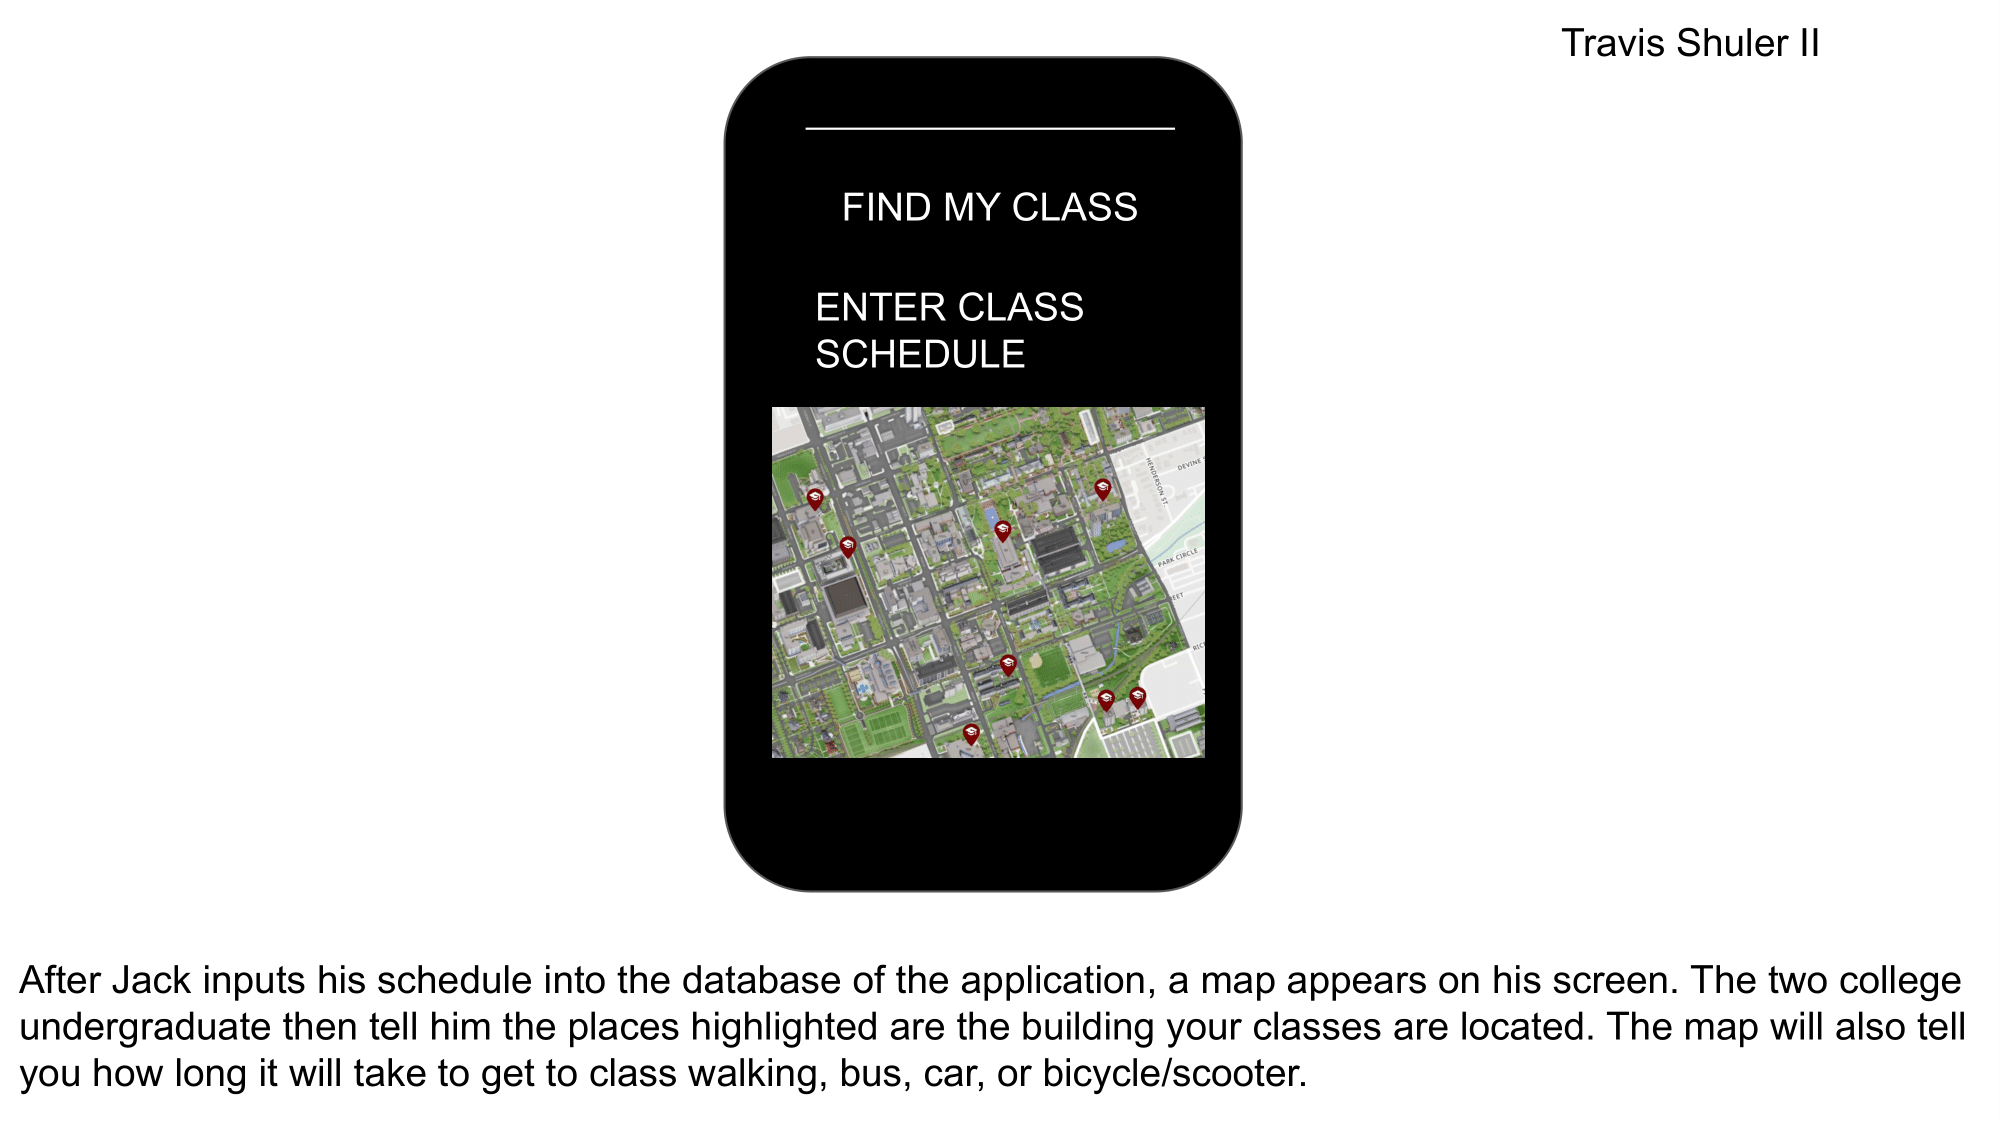 Travis Shuler II
FIND MY CLASS
ENTER CLASS
SCHEDULE
HENDERSON ST.
DEVINE
PARK CIRCLE
EET
RIC
After Jack inputs his schedule into the database of the application, a map appears on his screen. The two college
undergraduate then tell him the places highlighted are the building your classes are located. The map will also tell
you how long it will take to get to class walking, bus, car, or bicycle/scooter.